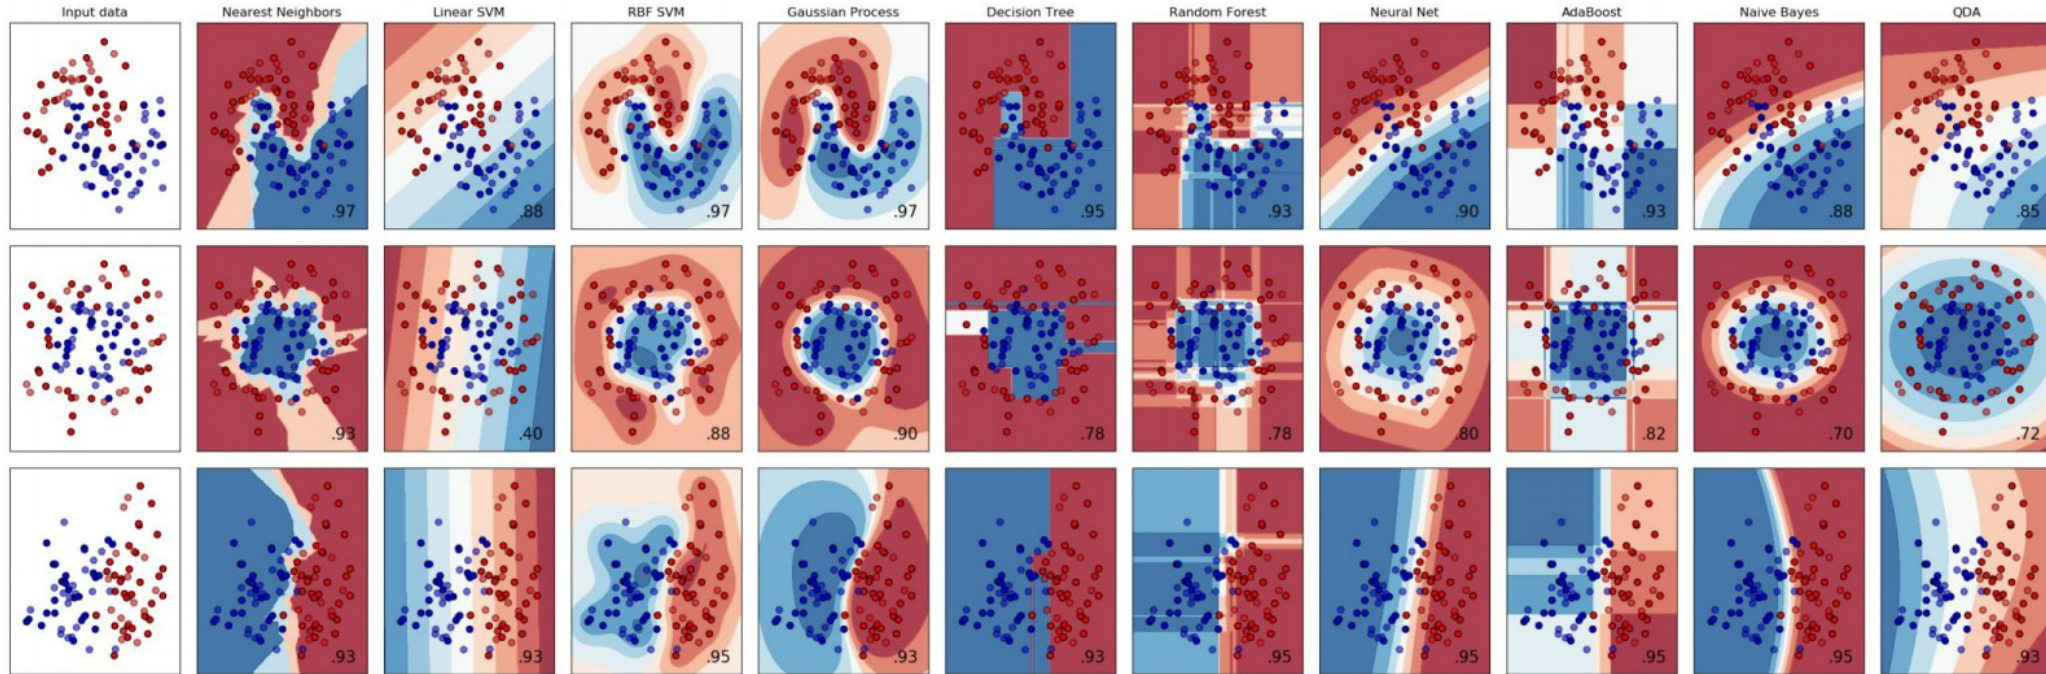 Input data Nearest Neighbors Linear SVM RBF SVM Gaussian Process Decision Tree Random Forest Neural Net AdaBoost Naive Bayes QDA
.97 .88 .97 .97 .95 .93 .90 .93 .88 .85
.93 .40 .88 .90 .78 .78 .80 .82 .70 .72
.93 .93 .95 .93 .93 .95 .95 .95 .95 .93